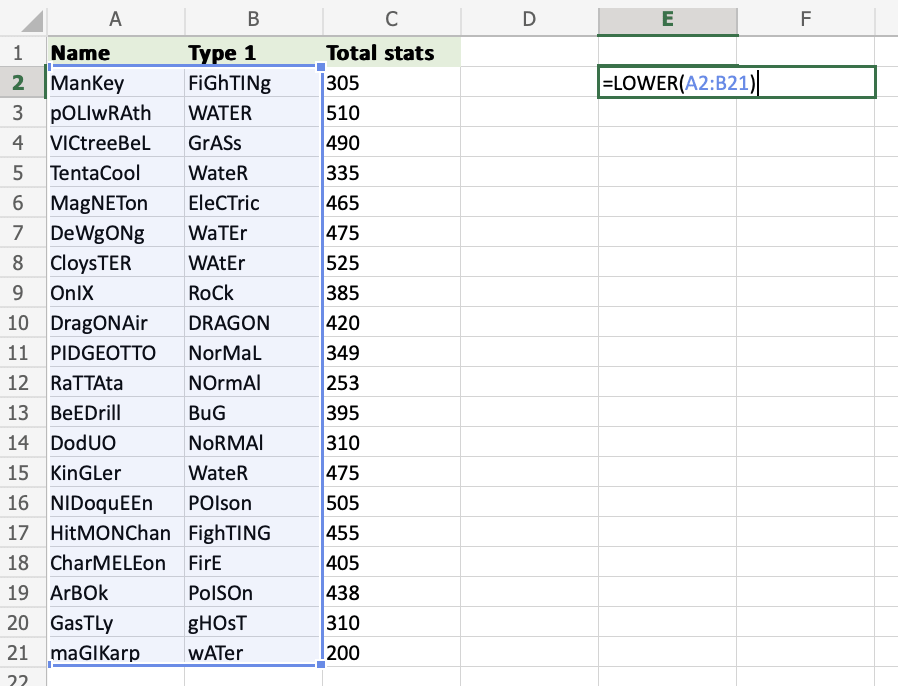 A B C D E F
1 Name Type 1 Total stats
2 ManKey FiGhTINg 305 =LOWER(A2:B21)
3 pOLIwRAth WATER 510
4 VICtreeBeL GrASs 490
5 TentaCool WateR 335
6 MagNETon EleCTric 465
7 DeWgONg WaTEr 475
8 CloysTER WAtEr 525
9 OnIX RoCk 385
10 DragONAir DRAGON 420
11 PIDGEOTTO NorMaL 349
12 RaTTAta NOrmAl 253
13 BeEDrill BuG 395
14 DodUO NoRMAl 310
15 KinGLer WateR 475
16 NIDoquEEn POIson 505
17 HitMONChan FighTING 455
18 CharMELEon FirE 405
19 ArBOk PoISOn 438
20 GasTLy gHOsT 310
21 maGIKarp wATer 200
22